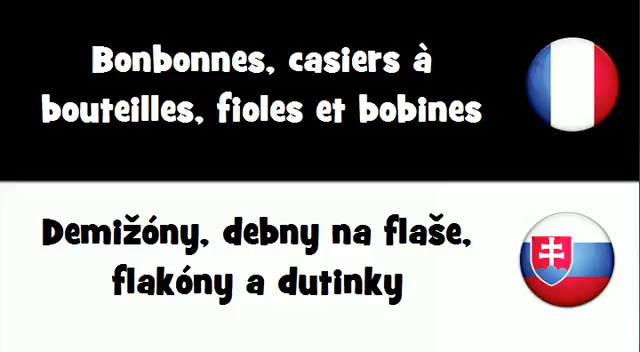 Bonbonnes, casiers à
bouteilles, fioles et bobines
Demižóny, debny na flaše,
flakóny a dutinky